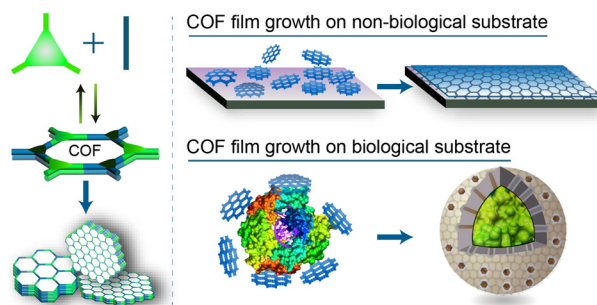 COF film growth on non-biological substrate
+
COF
COF film growth on biological substrate